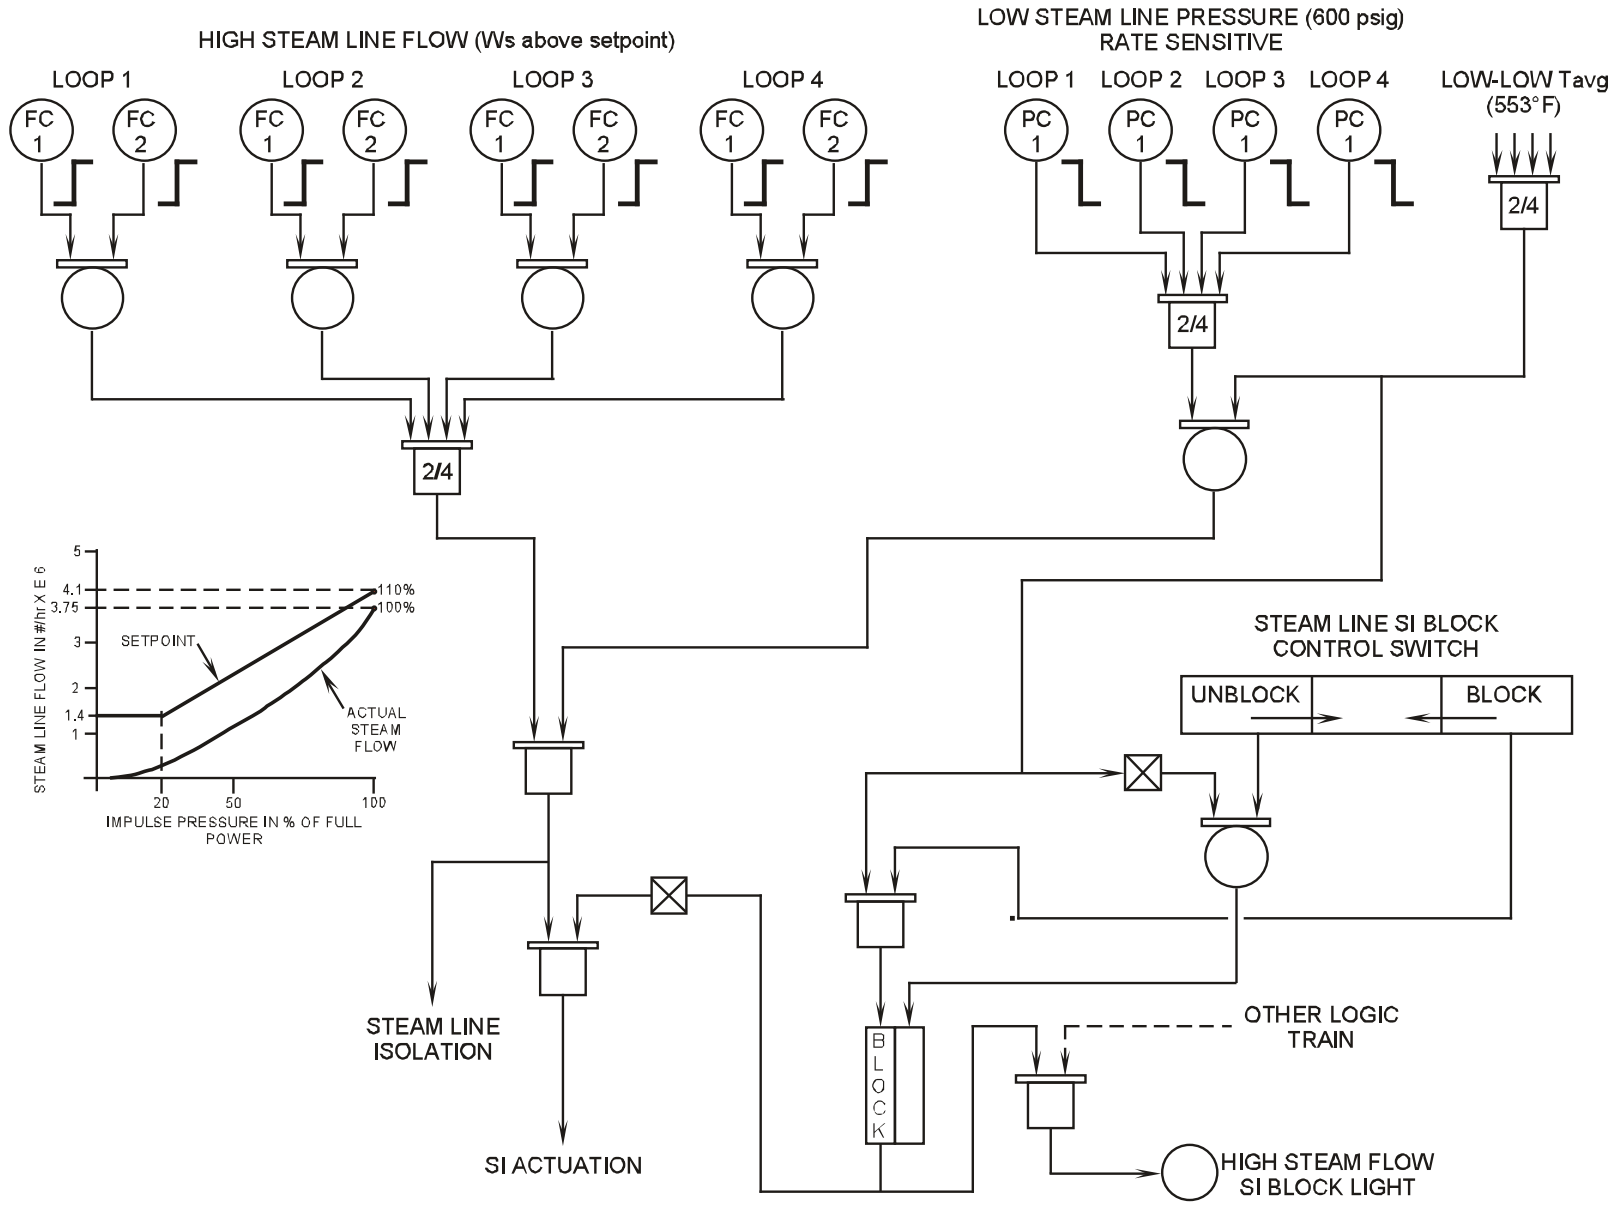 HIGH STEAM LINE FLOW (Ws above setpoint)
LOOP 1
LOOP 2
LOOP 3
LOOP 4
FC
1
FC
2
FC
1
FC
2
FC
1
FC
2
FC
1
FC
2
LOW STEAM LINE PRESSURE (600 psig)
RATE SENSITIVE
LOOP 1
LOOP 2
LOOP 3
LOOP 4
PC
1
PC
1
PC
1
PC
1
LOW-LOW Tavg
(553°F)
2/4
2/4
2/4
STEAM LINE FLOW IN #/hr X E 6
5
4.1
3.75
3
2
1.4
1
110%
100%
SETPOINT
ACTUAL
STEAM
FLOW
20
50
100
IMPULSE PRESSURE IN % OF FULL
POWER
STEAM LINE SI BLOCK
CONTROL SWITCH
UNBLOCK
BLOCK
STEAM LINE
ISOLATION
SI ACTUATION
BLOCK
OTHER LOGIC
TRAIN
HIGH STEAM FLOW
SI BLOCK LIGHT